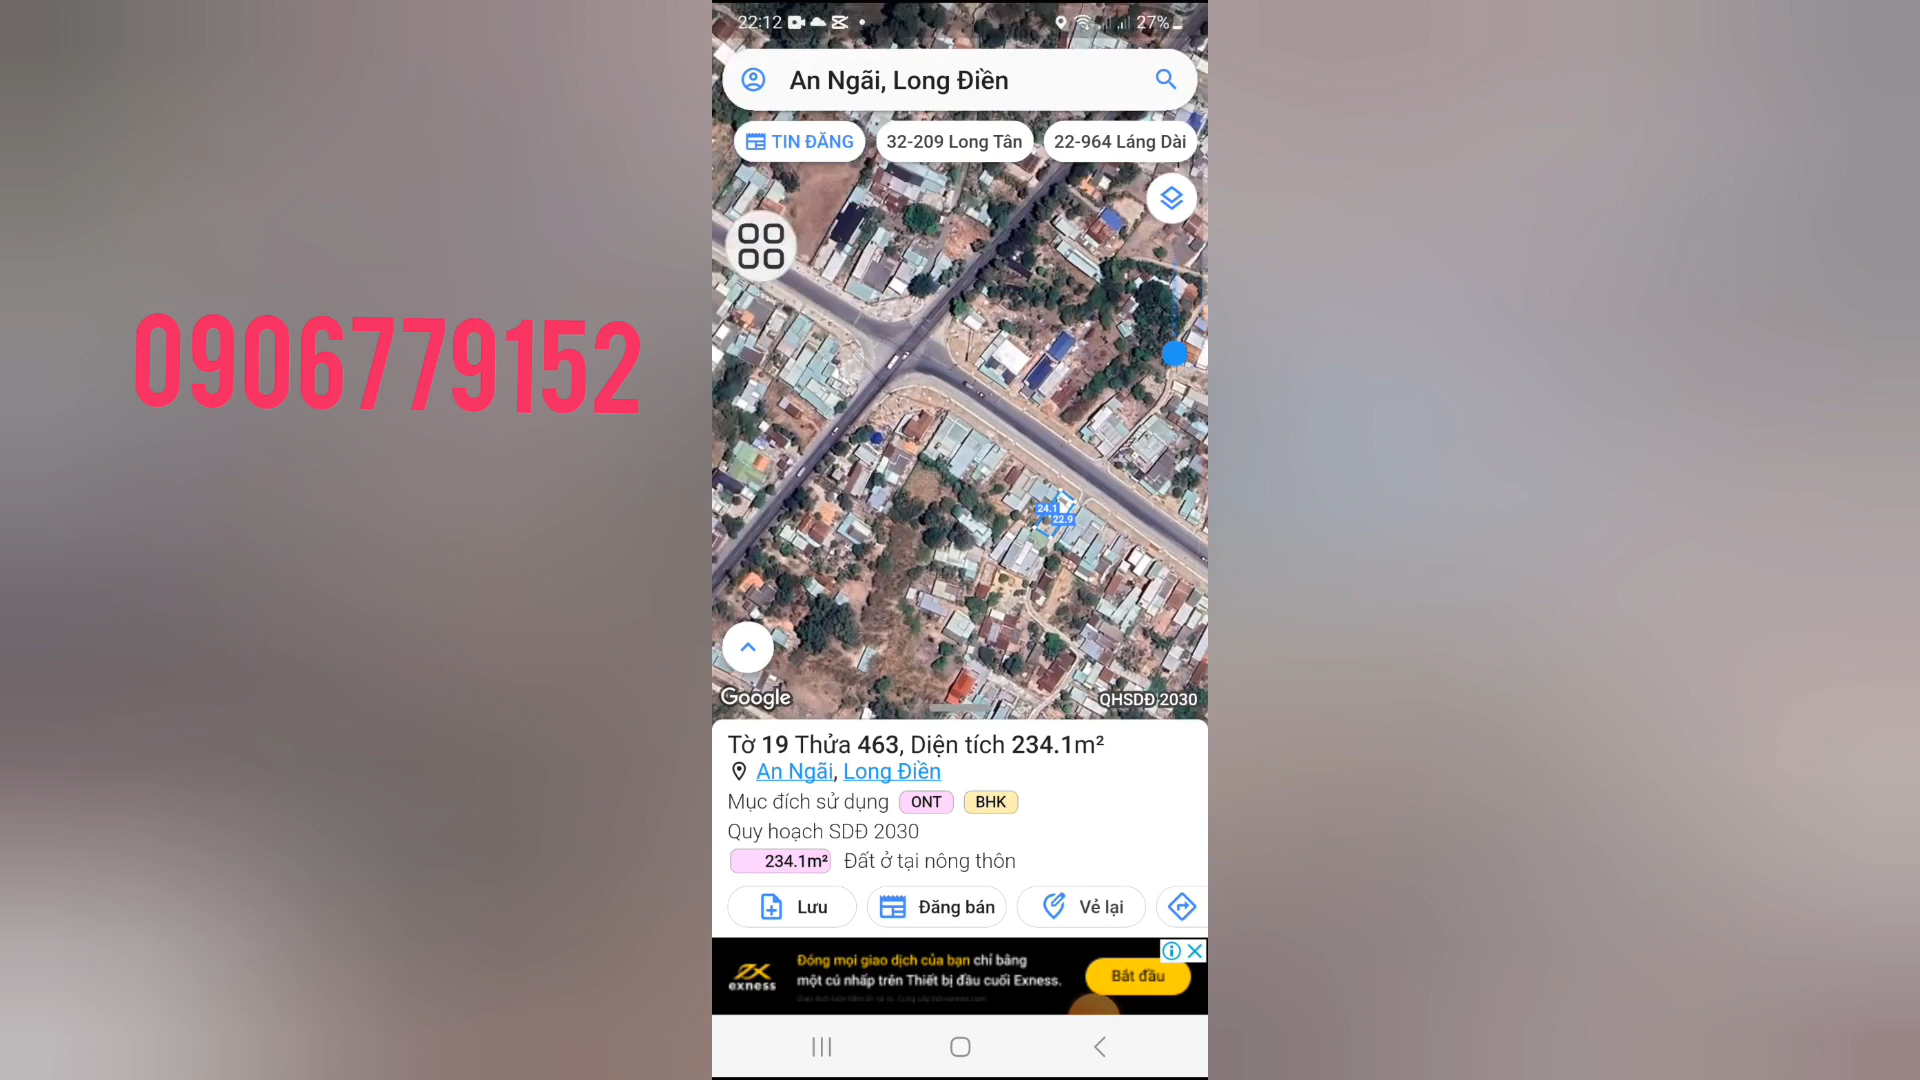 22:12
27%
An Ngãi, Long Điền
TIN ĐĂNG
32-209 Long Tân
22-964 Láng Dài
0906779152
24.1
22.9
Google
QHSDĐ 2030
Tờ 19 Thửa 463, Diện tích 234.1m²
An Ngãi, Long Điền
Mục đích sử dụng ONT BHK
Quy hoạch SDĐ 2030
234.1m² Đất ở tại nông thôn
Lưu
Đăng bán
Vẽ lại
exness
Đóng mọi giao dịch của bạn chỉ bằng
một cú nhấp trên Thiết bị đầu cuối Exness.
Bắt đầu